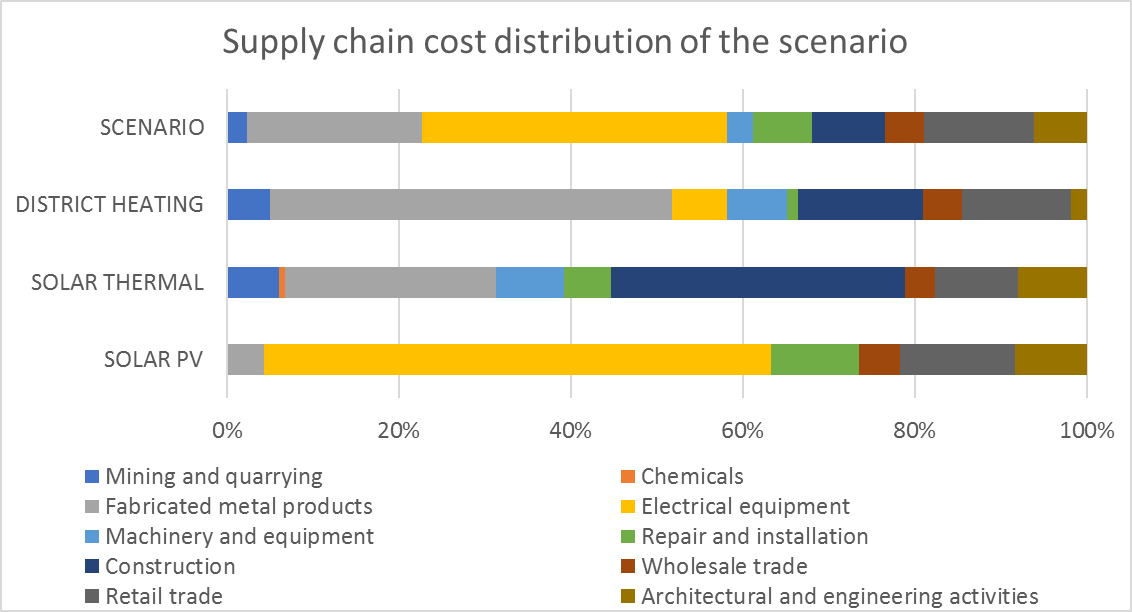 Supply chain cost distribution of the scenario
SCENARIO
DISTRICT HEATING
SOLAR THERMAL
SOLAR PV
0% 20% 40% 60% 80% 100%
Mining and quarrying Chemicals
Fabricated metal products Electrical equipment
Machinery and equipment Repair and installation
Construction Wholesale trade
Retail trade Architectural and engineering activities